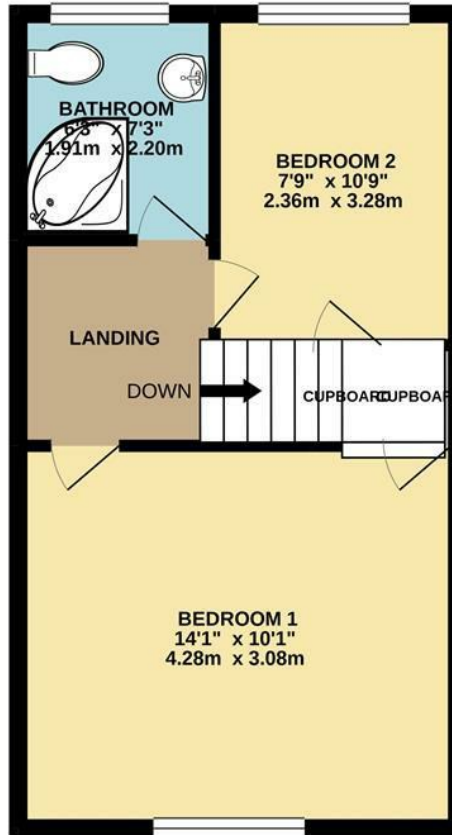 BATHROOM
6'3" x 7'3"
1.91m x 2.20m
BEDROOM 2
7'9" x 10'9"
2.36m x 3.28m
LANDING
DOWN
CUPBOARD
CUPBOAR
BEDROOM 1
14'1" x 10'1"
4.28m x 3.08m